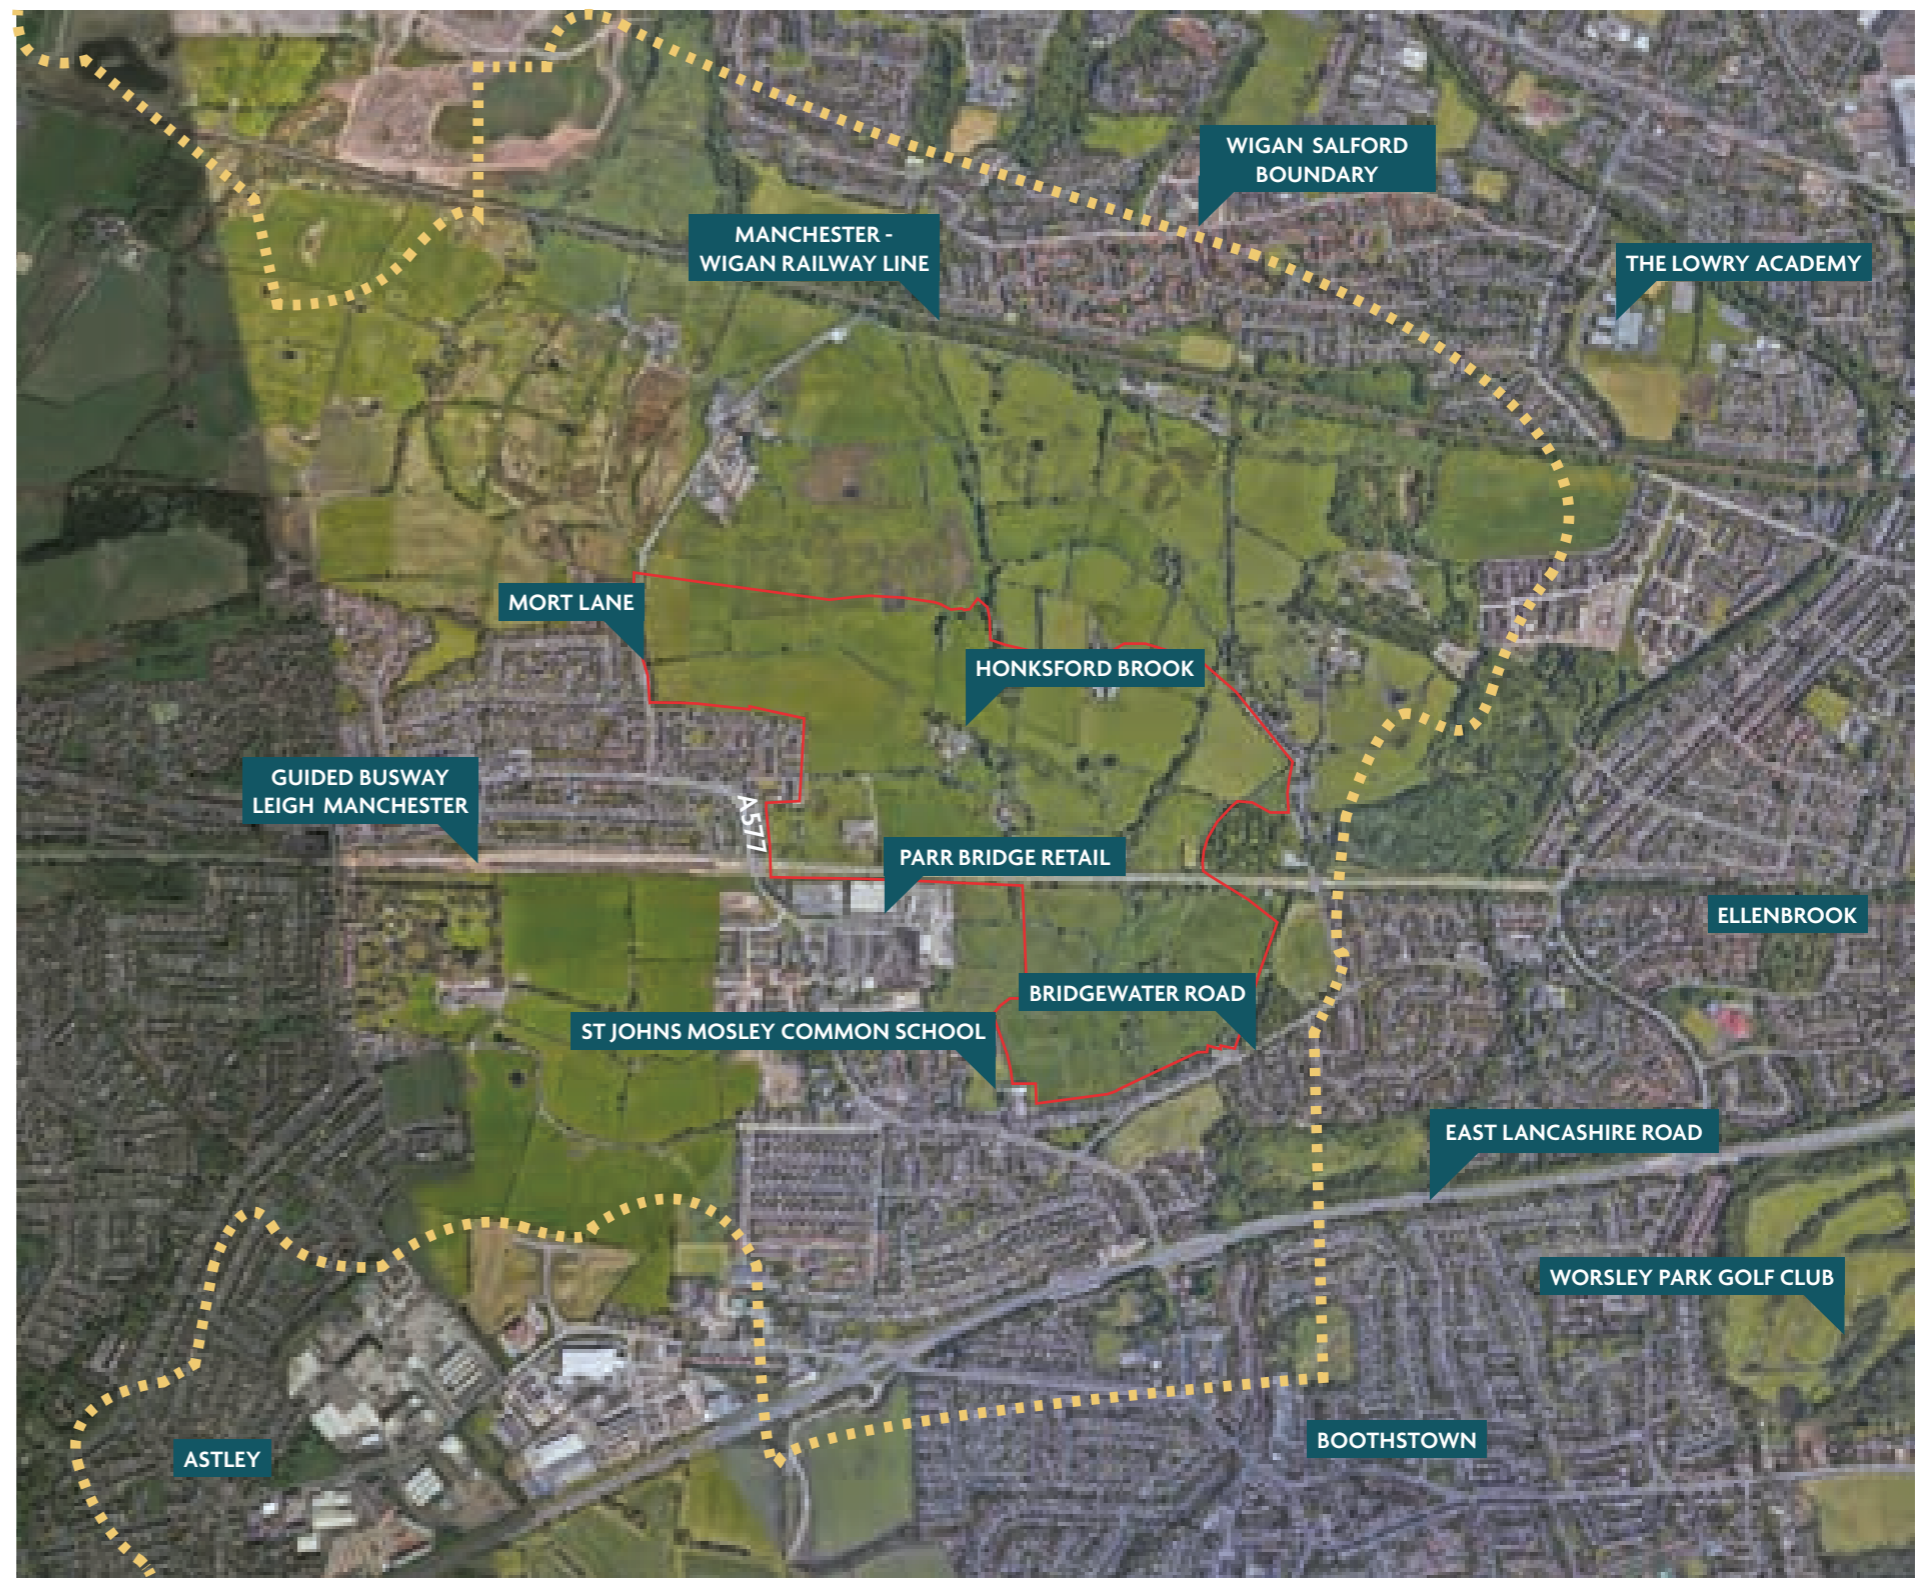 WIGAN SALFORD
BOUNDARY
MANCHESTER -
WIGAN RAILWAY LINE
THE LOWRY ACADEMY
MORT LANE
HONKSFORD BROOK
GUIDED BUSWAY
LEIGH MANCHESTER
A577
PARR BRIDGE RETAIL
ELLENBROOK
BRIDGEWATER ROAD
ST JOHNS MOSLEY COMMON SCHOOL
EAST LANCASHIRE ROAD
WORSLEY PARK GOLF CLUB
BOOTHSTOWN
ASTLEY